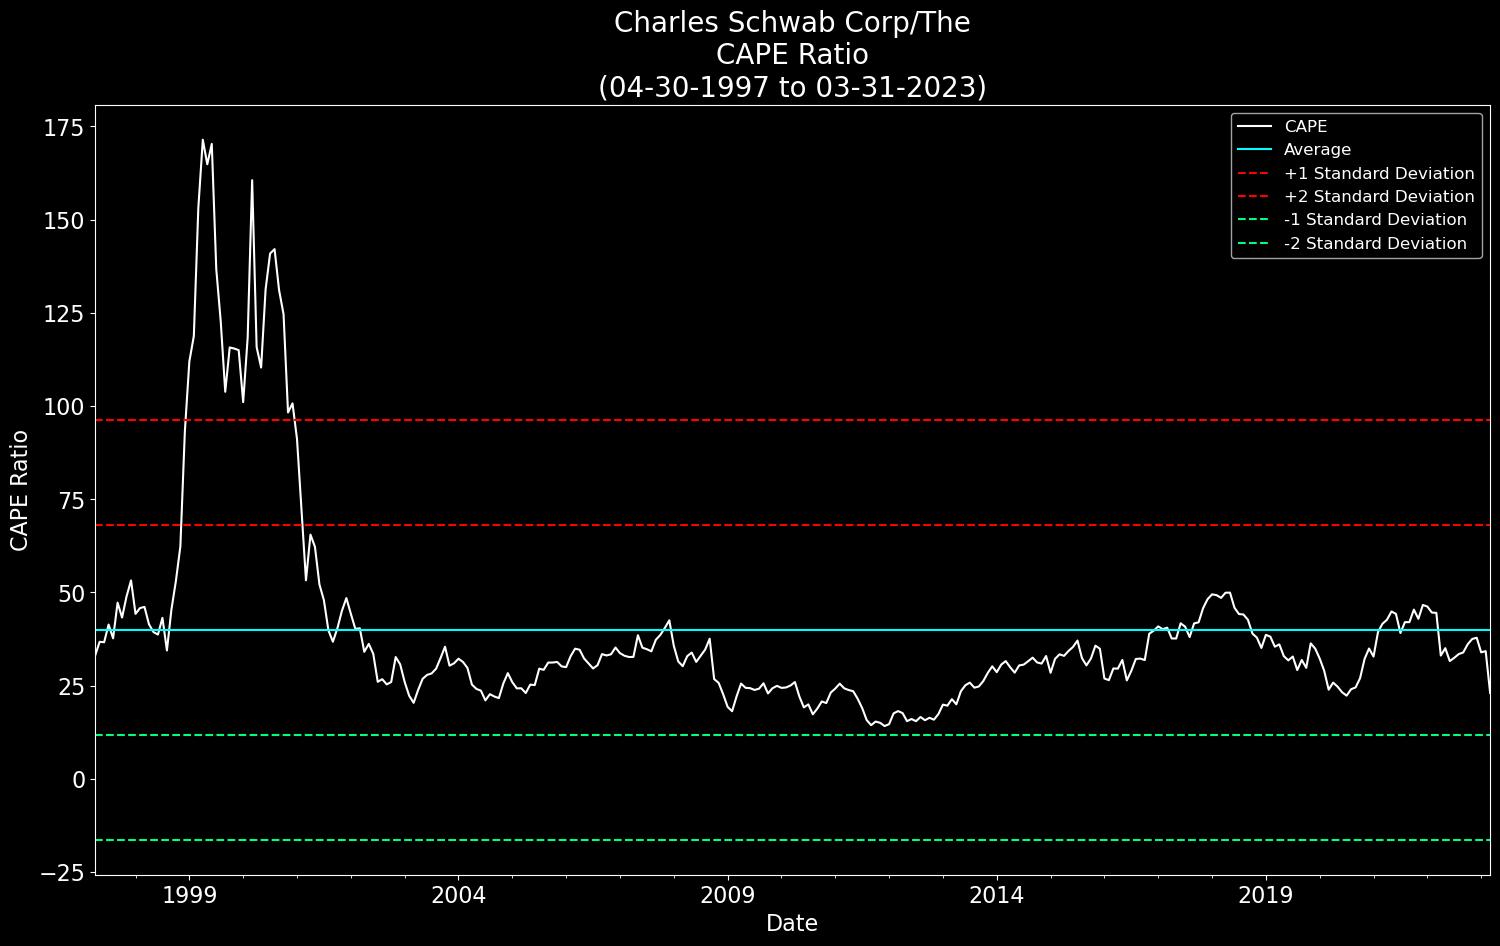 Charles Schwab Corp/The
CAPE Ratio
(04-30-1997 to 03-31-2023)
CAPE
Average
+1 Standard Deviation
+2 Standard Deviation
-1 Standard Deviation
-2 Standard Deviation
CAPE Ratio
175
150
125
100
75
50
25
0
−25
1999
2004
2009
2014
2019
Date